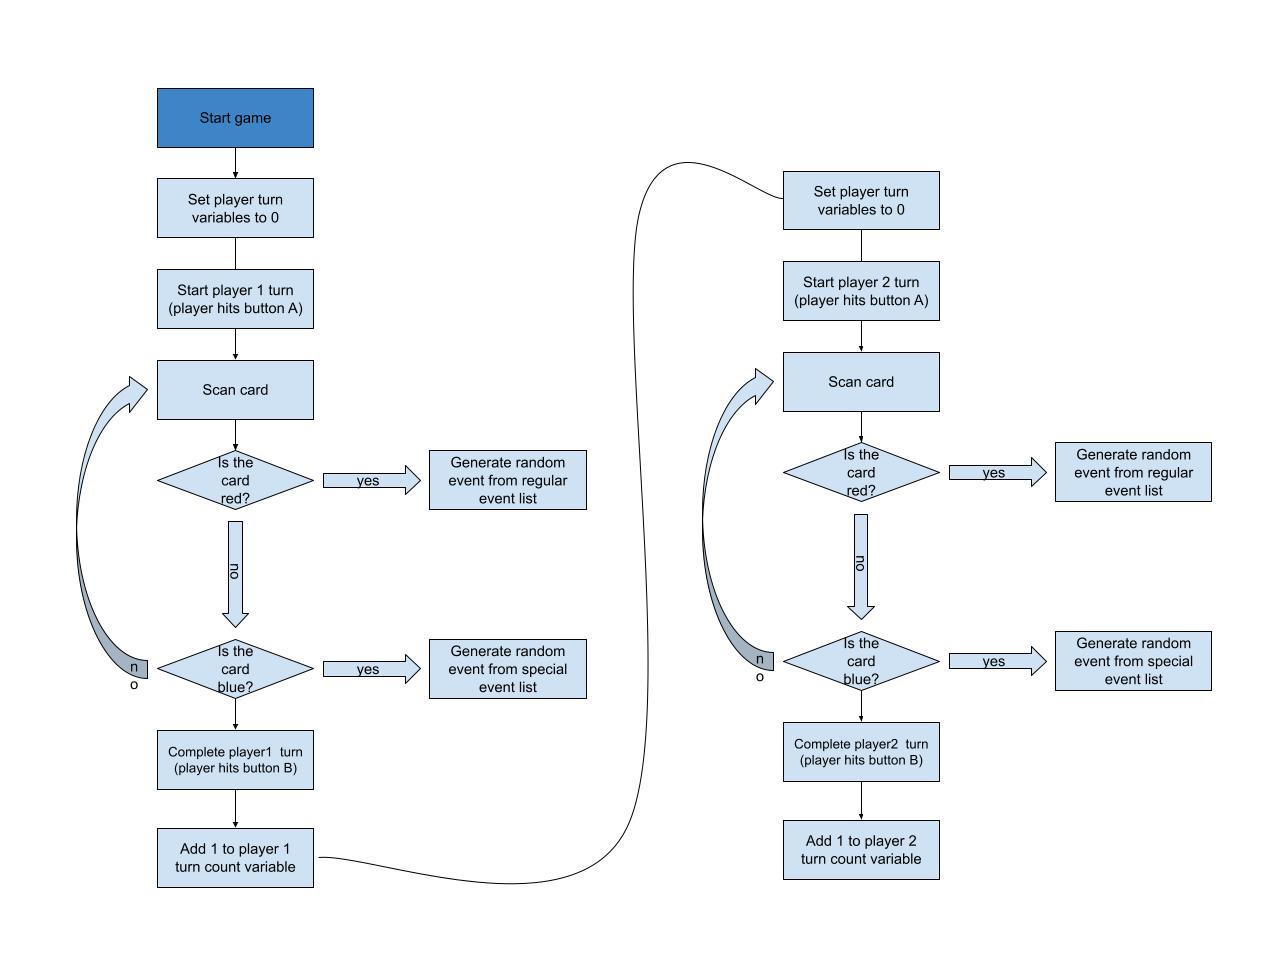 Start game
Set player turn
variables to 0
Start player 1 turn
(player hits button A)
Scan card
Is the
card
red?
yes
Generate random
event from regular
event list
no
Is the
card
blue?
yes
Generate random
event from special
event list
n
o
Complete player1  turn
(player hits button B)
Add 1 to player 1
turn count variable
Set player turn
variables to 0
Start player 2 turn
(player hits button A)
Scan card
Is the
card
red?
yes
Generate random
event from regular
event list
no
Is the
card
blue?
yes
Generate random
event from special
event list
n
o
Complete player2  turn
(player hits button B)
Add 1 to player 2
turn count variable